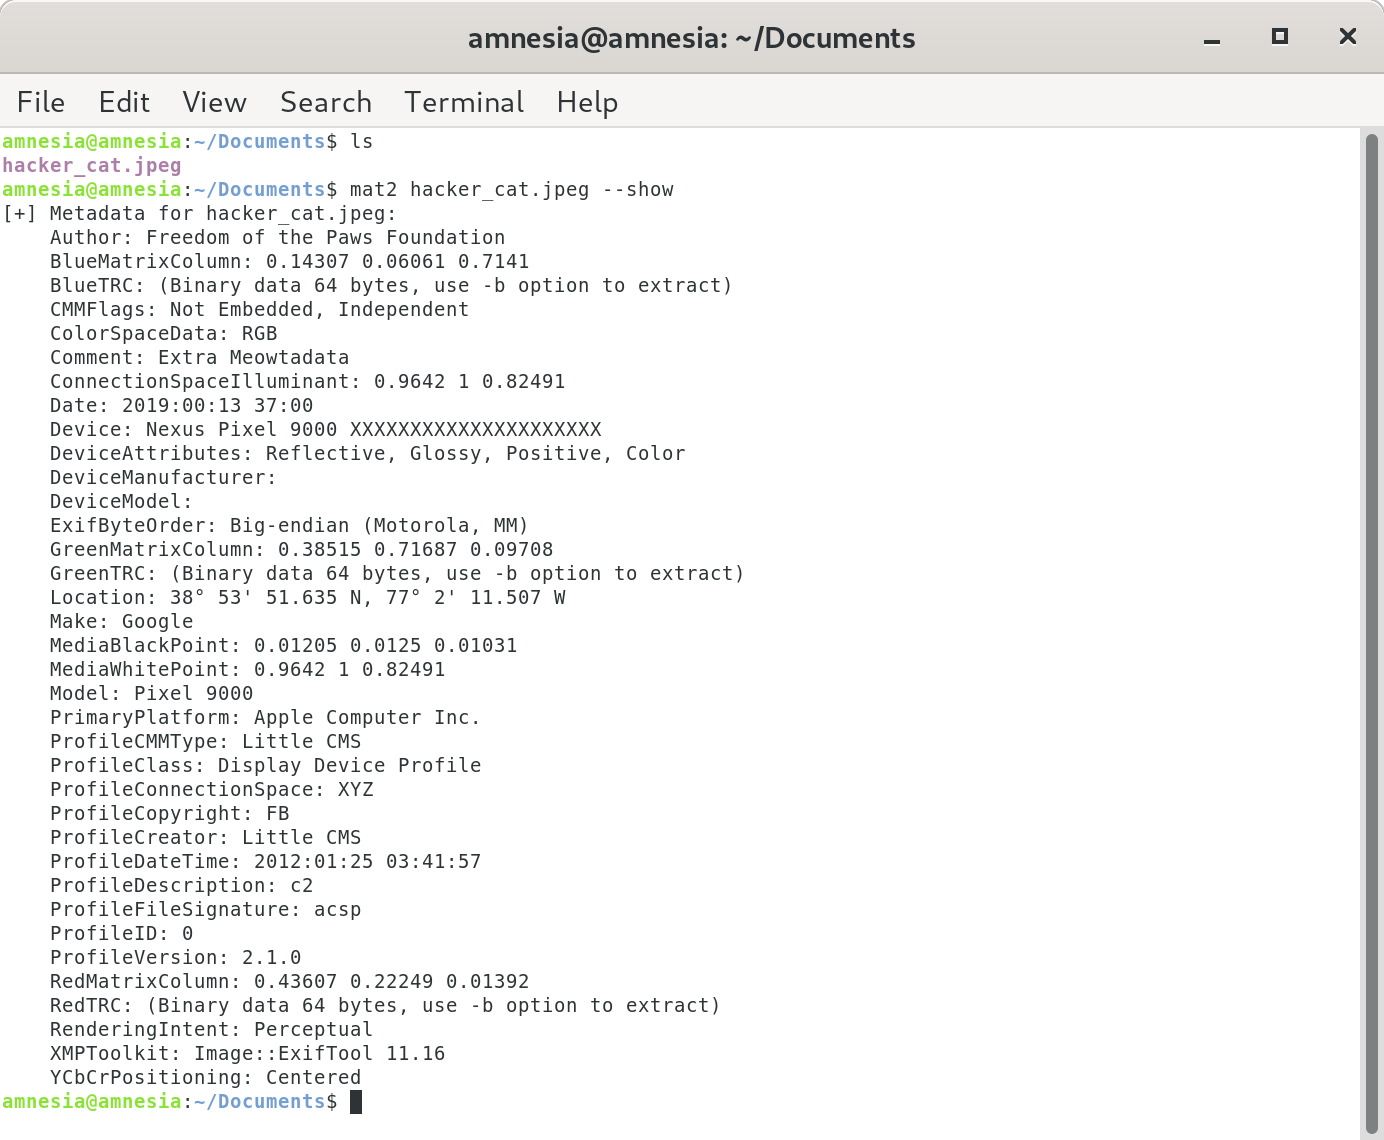 amnesia@amnesia: ~/Documents
File Edit View Search Terminal Help
amnesia@amnesia:~/Documents$ ls
hacker_cat.jpeg
amnesia@amnesia:~/Documents$ mat2 hacker_cat.jpeg --show
[+] Metadata for hacker_cat.jpeg:
    Author: Freedom of the Paws Foundation
    BlueMatrixColumn: 0.14307 0.06061 0.7141
    BlueTRC: (Binary data 64 bytes, use -b option to extract)
    CMMFlags: Not Embedded, Independent
    ColorSpaceData: RGB
    Comment: Extra Meowtadata
    ConnectionSpaceIlluminant: 0.9642 1 0.82491
    Date: 2019:00:13 37:00
    Device: Nexus Pixel 9000 XXXXXXXXXXXXXXXXXXXXX
    DeviceAttributes: Reflective, Glossy, Positive, Color
    DeviceManufacturer:
    DeviceModel:
    ExifByteOrder: Big-endian (Motorola, MM)
    GreenMatrixColumn: 0.38515 0.71687 0.09708
    GreenTRC: (Binary data 64 bytes, use -b option to extract)
    Location: 38° 53' 51.635 N, 77° 2' 11.507 W
    Make: Google
    MediaBlackPoint: 0.01205 0.0125 0.01031
    MediaWhitePoint: 0.9642 1 0.82491
    Model: Pixel 9000
    PrimaryPlatform: Apple Computer Inc.
    ProfileCMMType: Little CMS
    ProfileClass: Display Device Profile
    ProfileConnectionSpace: XYZ
    ProfileCopyright: FB
    ProfileCreator: Little CMS
    ProfileDateTime: 2012:01:25 03:41:57
    ProfileDescription: c2
    ProfileFileSignature: acsp
    ProfileID: 0
    ProfileVersion: 2.1.0
    RedMatrixColumn: 0.43607 0.22249 0.01392
    RedTRC: (Binary data 64 bytes, use -b option to extract)
    RenderingIntent: Perceptual
    XMPToolkit: Image::ExifTool 11.16
    YCbCrPositioning: Centered
amnesia@amnesia:~/Documents$